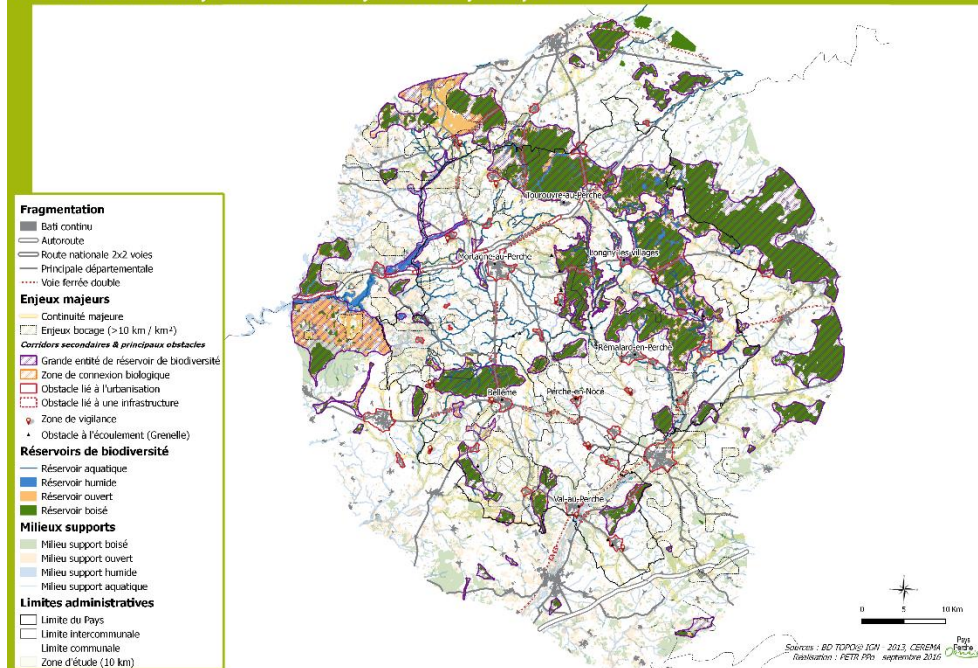 Fragmentation
Bati continu
Autoroute
Route nationale 2x2 voies
Principale départementale
Voie ferrée double
Enjeux majeurs
Continuité majeure
Enjeux bocage (>10 km / km²)
Corridors secondaires & principaux obstacles
Grande entité de réservoir de biodiversité
Zone de connexion biologique
Obstacle lié à l'urbanisation
Obstacle lié à une infrastructure
Zone de vigilance
Obstacle à l'écoulement (Grenelle)
Réservoirs de biodiversité
Réservoir aquatique
Réservoir humide
Réservoir ouvert
Réservoir boisé
Milieux supports
Milieu support boisé
Milieu support ouvert
Milieu support humide
Milieu support aquatique
Limites administratives
Limite du Pays
Limite intercommunale
Limite communale
Zone d'étude (10 km)
Tourouvre-au-Perche
Mortagne-au-Perche
Longny les villages
Rémalard-en-Perche
Bellême
Perche-en-Nocé
Val-au-Perche
0 5 10 Km
Sources : BD TOPO® IGN - 2013, CEREMA
Réalisation : PETR PPo septembre 2016
Pays
Perche
Orne